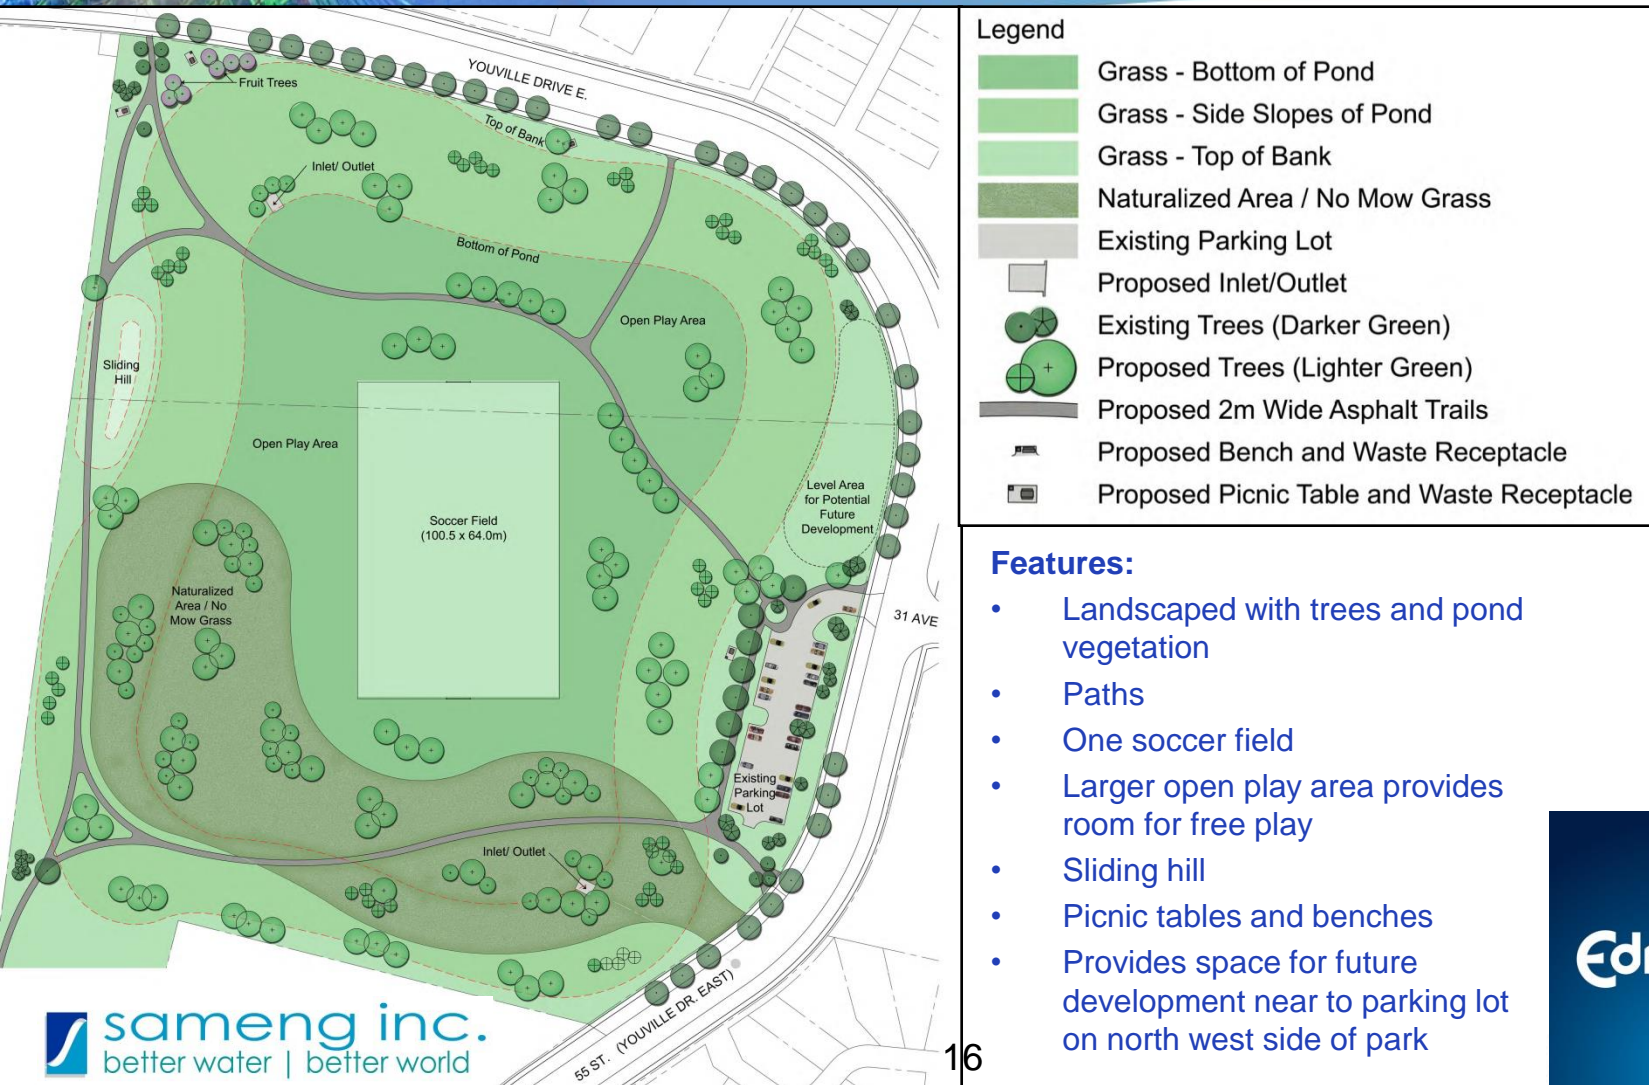 YOUVILLE DRIVE E.
Fruit Trees
Top of Bank
Inlet/ Outlet
Bottom of Pond
Open Play Area
Sliding
Hill
Open Play Area
Level Area
for Potential
Future
Development
Soccer Field
(100.5 x 64.0m)
Naturalized
Area / No
Mow Grass
31 AVE
Existing
Parking
Lot
Inlet/ Outlet
55 ST. (YOUVILLE DR. EAST)
sameng inc.
better water | better world
Legend
Grass - Bottom of Pond
Grass - Side Slopes of Pond
Grass - Top of Bank
Naturalized Area / No Mow Grass
Existing Parking Lot
Proposed Inlet/Outlet
Existing Trees (Darker Green)
Proposed Trees (Lighter Green)
Proposed 2m Wide Asphalt Trails
Proposed Bench and Waste Receptacle
Proposed Picnic Table and Waste Receptacle
Features:
• Landscaped with trees and pond
vegetation
• Paths
• One soccer field
• Larger open play area provides
room for free play
• Sliding hill
• Picnic tables and benches
• Provides space for future
development near to parking lot
on north west side of park
16